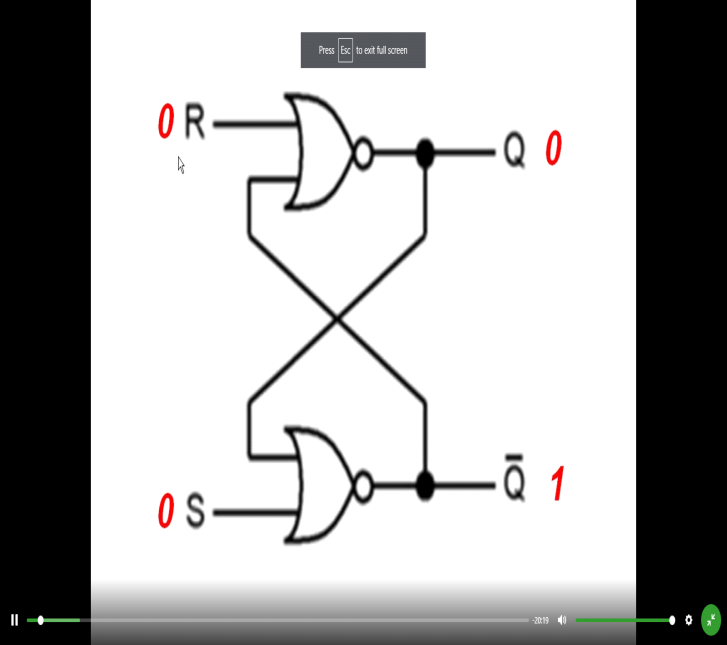 Press Esc to exit full screen
0 R
Q 0
0 S
Q̅ 1
-20:19